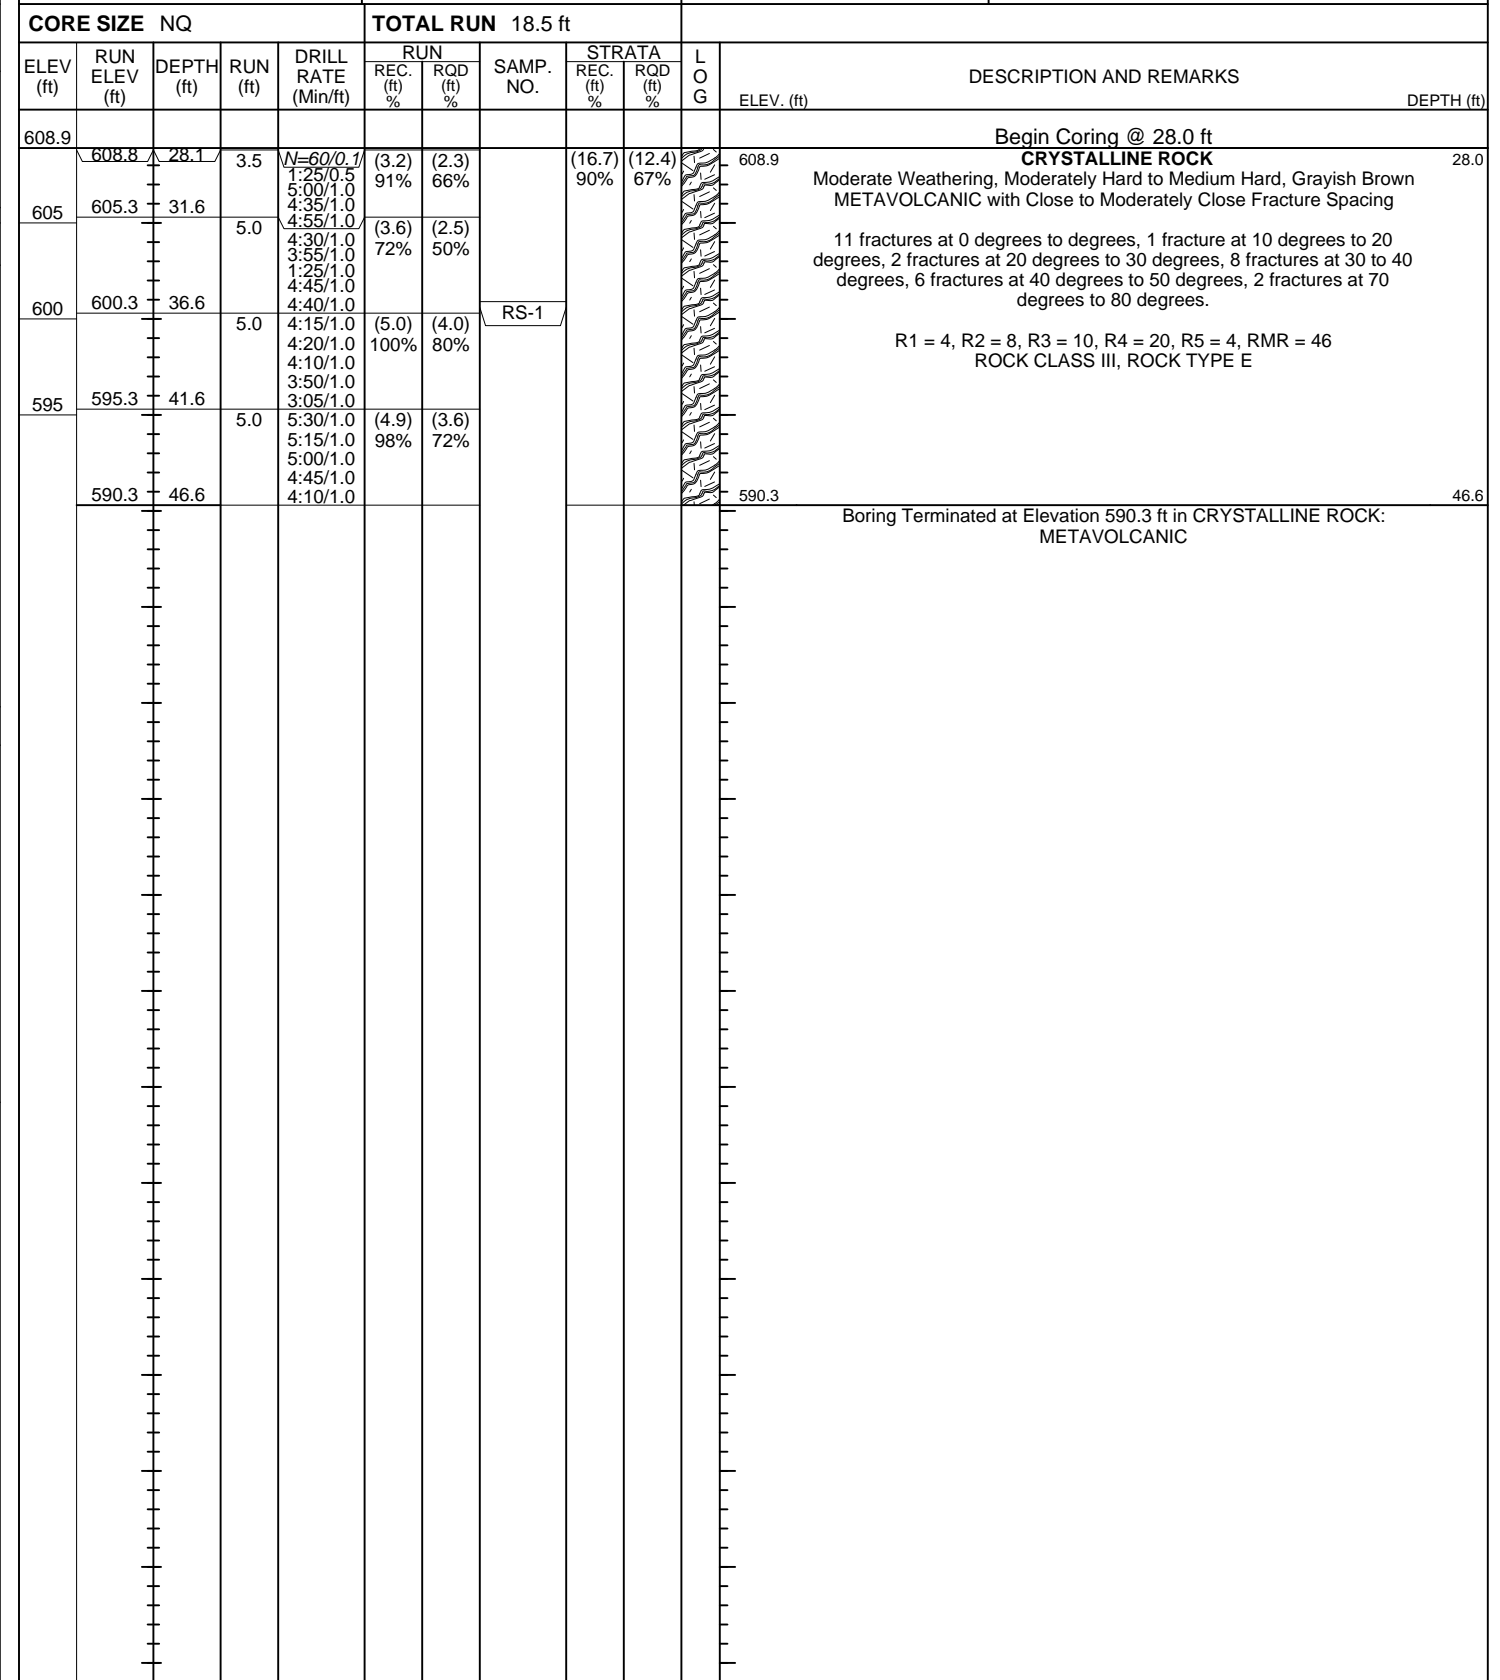 CORE SIZE NQ TOTAL RUN 18.5 ft
ELEV (ft) RUN ELEV (ft) DEPTH (ft) RUN (ft) DRILL RATE (Min/ft) RUN REC. (ft) % RQD (ft) % SAMP. NO. STRATA REC. (ft) % RQD (ft) % LOG DESCRIPTION AND REMARKS
ELEV. (ft) DEPTH (ft)
608.9 Begin Coring @ 28.0 ft
608.8 28.1 3.5 N=60/0.1 (3.2) (2.3) (16.7) (12.4) 608.9 CRYSTALLINE ROCK 28.0
1:25/0.5 91% 66% 90% 67% Moderate Weathering, Moderately Hard to Medium Hard, Grayish Brown
5:00/1.0
4:35/1.0 METAVOLCANIC with Close to Moderately Close Fracture Spacing
605 605.3 31.6 4:55/1.0
5.0 4:30/1.0 (3.6) (2.5) 11 fractures at 0 degrees to degrees, 1 fracture at 10 degrees to 20
3:55/1.0 72% 50% degrees, 2 fractures at 20 degrees to 30 degrees, 8 fractures at 30 to 40
1:25/1.0
4:45/1.0 degrees, 6 fractures at 40 degrees to 50 degrees, 2 fractures at 70
600 600.3 36.6 4:40/1.0 RS-1 degrees to 80 degrees.
5.0 4:15/1.0 (5.0) (4.0)
4:20/1.0 100% 80% R1 = 4, R2 = 8, R3 = 10, R4 = 20, R5 = 4, RMR = 46
4:10/1.0 ROCK CLASS III, ROCK TYPE E
3:50/1.0
595 595.3 41.6 3:05/1.0
5.0 5:30/1.0 (4.9) (3.6)
5:15/1.0 98% 72%
5:00/1.0
4:45/1.0
590.3 46.6 4:10/1.0 590.3 46.6
Boring Terminated at Elevation 590.3 ft in CRYSTALLINE ROCK:
METAVOLCANIC